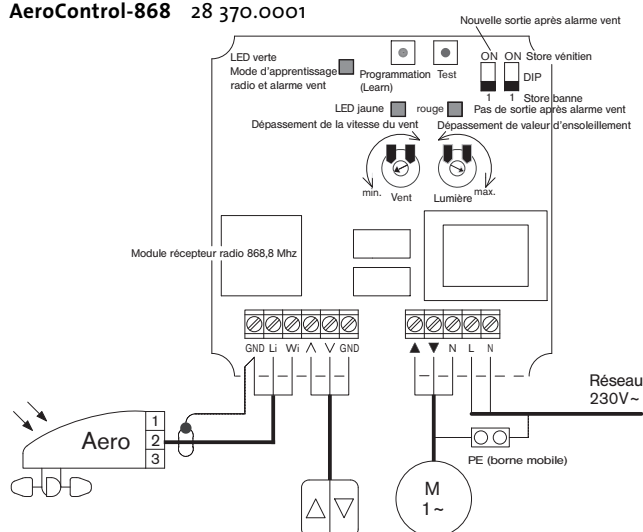 AeroControl-868 28 370.0001
Nouvelle sortie après alarme vent
LED verte
Mode d'apprentissage
radio et alarme vent
Programmation
(Learn)
Test
ON ON Store vénitien
DIP
1 1 Store banne
LED jaune rouge Pas de sortie après alarme vent
Dépassement de la vitesse du vent Dépassement de valeur d'ensoleillement
min. Vent Lumière max.
Module récepteur radio 868,8 Mhz
GND Li Wi ∧ ∨ GND ▲ ▼ N L N
Réseau
230V~
Aero
1
2
3
PE (borne mobile)
M
1~